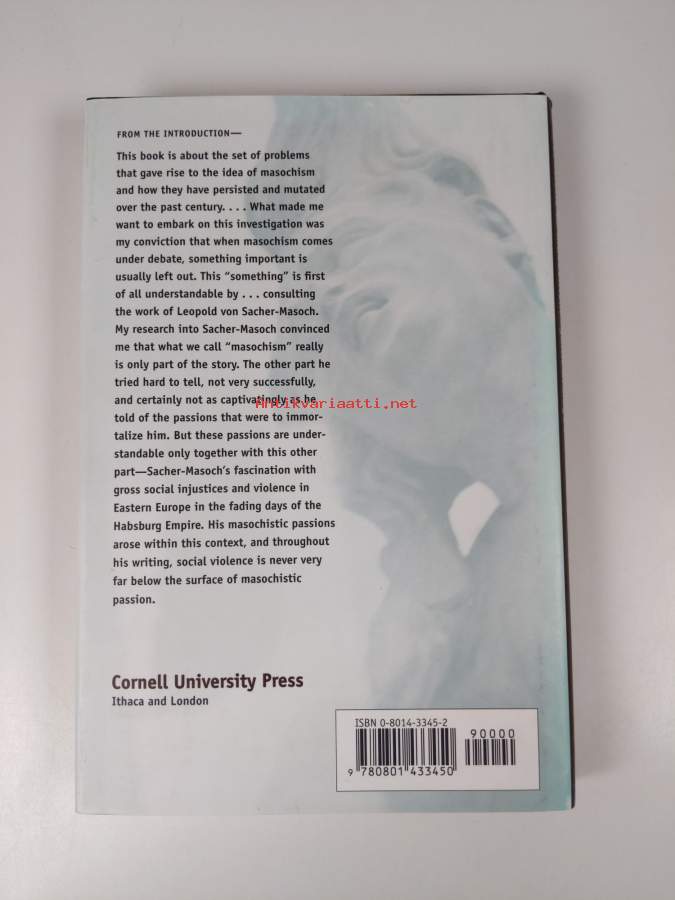 FROM THE INTRODUCTION—
This book is about the set of problems
that gave rise to the idea of masochism
and how they have persisted and mutated
over the past century. . . . What made me
want to embark on this investigation was
my conviction that when masochism comes
under debate, something important is
usually left out. This “something” is first
of all understandable by . . . consulting
the work of Leopold von Sacher-Masoch.
My research into Sacher-Masoch convinced
me that what we call “masochism” really
is only part of the story. The other part he
tried hard to tell, not very successfully,
and certainly not as captivatingly as he
Antikvariaatti.net
told of the passions that were to immor-
talize him. But these passions are under-
standable only together with this other
part—Sacher-Masoch’s fascination with
gross social injustices and violence in
Eastern Europe in the fading days of the
Habsburg Empire. His masochistic passions
arose within this context, and throughout
his writing, social violence is never very
far below the surface of masochistic
passion.
Cornell University Press
Ithaca and London
ISBN 0-8014-3345-2
90000
9 780801 433450